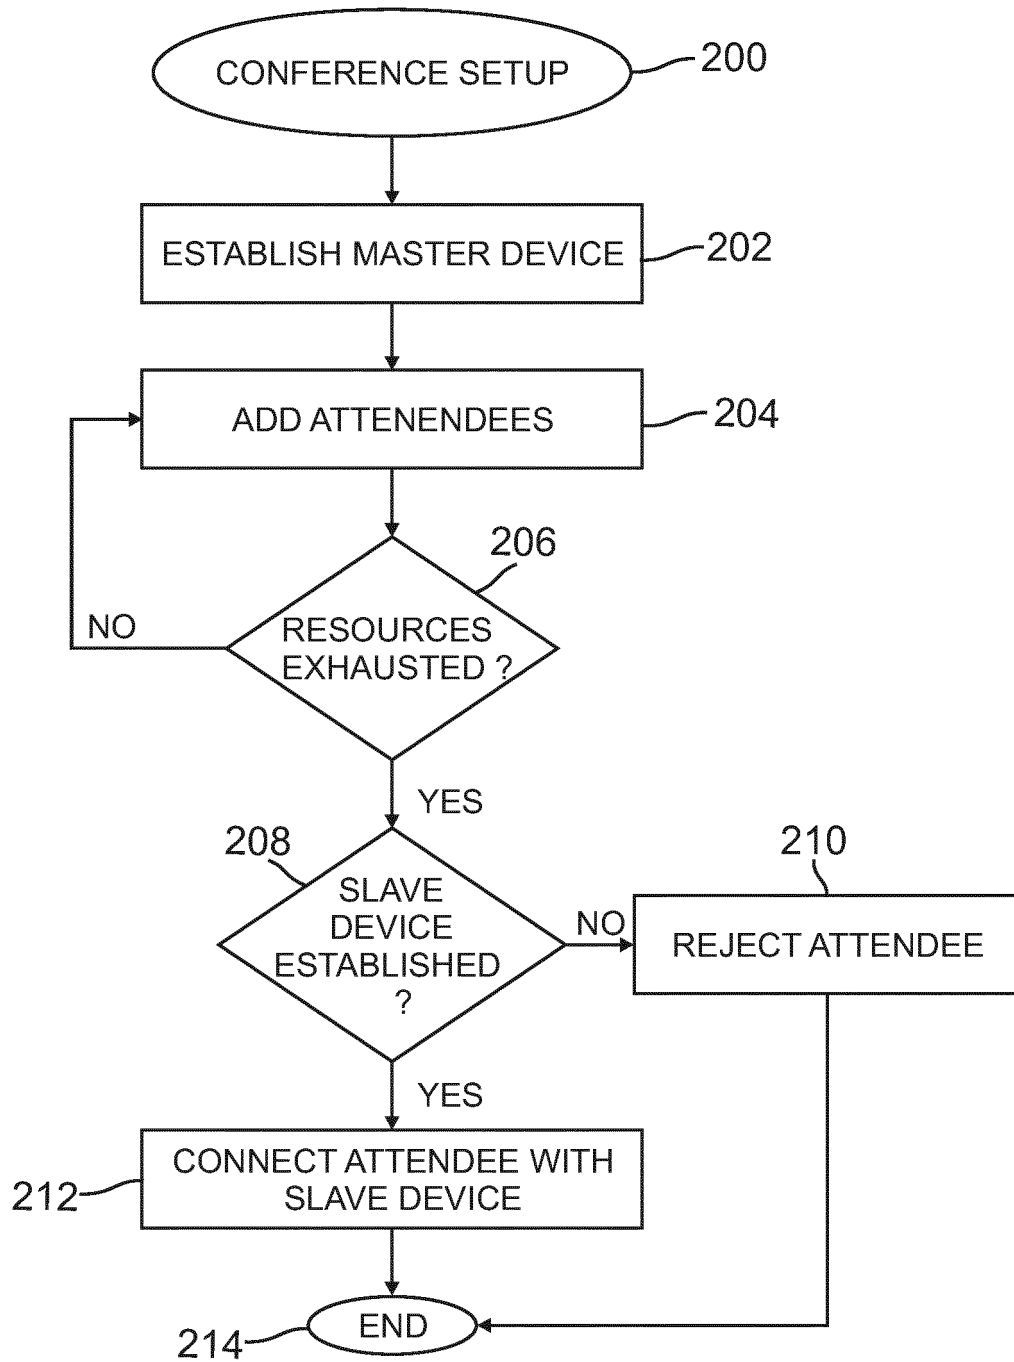 CONFERENCE SETUP
200
ESTABLISH MASTER DEVICE
202
ADD ATTENENDEES
204
206
RESOURCES
EXHAUSTED ?
NO
YES
208
SLAVE
DEVICE
ESTABLISHED
?
NO
210
REJECT ATTENDEE
YES
CONNECT ATTENDEE WITH
SLAVE DEVICE
212
END
214